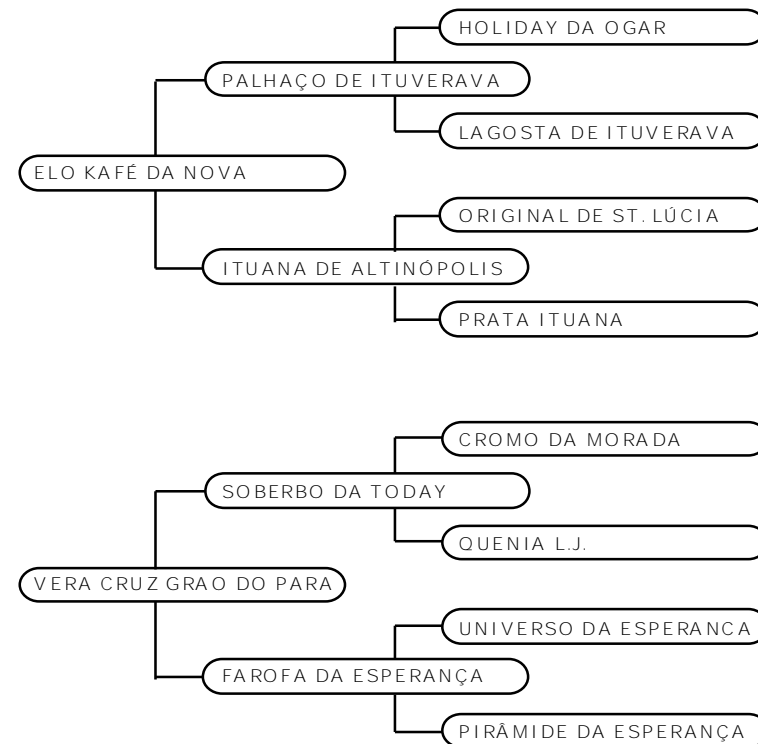 HOLIDAY DA OGAR
PALHAÇO DE ITUVERAVA
LAGOSTA DE ITUVERAVA
ELO KAFÉ DA NOVA
ORIGINAL DE ST. LÚCIA
ITUANA DE ALTINÓPOLIS
PRATA ITUANA
CROMO DA MORADA
SOBERBO DA TODAY
QUENIA L.J.
VERA CRUZ GRAO DO PARA
UNIVERSO DA ESPERANCA
FAROFA DA ESPERANÇA
PIRÂMIDE DA ESPERANÇA